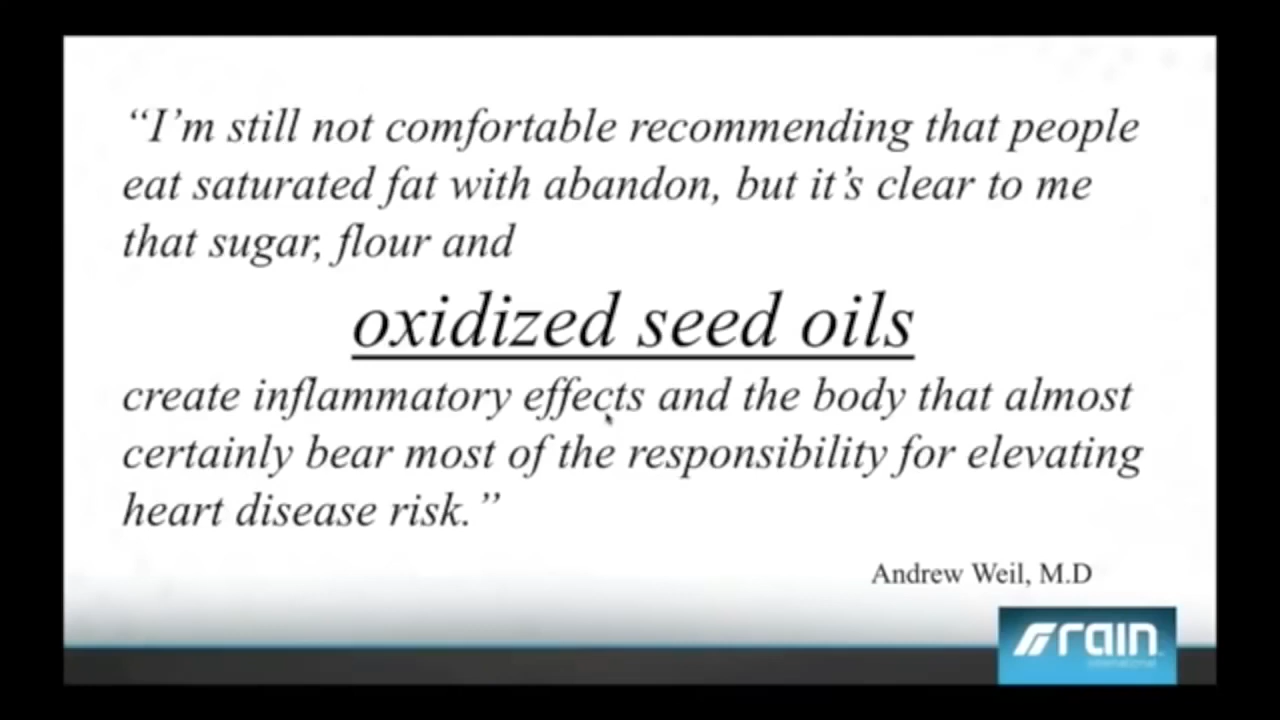 “I’m still not comfortable recommending that people
eat saturated fat with abandon, but it’s clear to me
that sugar, flour and
oxidized seed oils
create inflammatory effects and the body that almost
certainly bear most of the responsibility for elevating
heart disease risk.”
Andrew Weil, M.D
rain
international